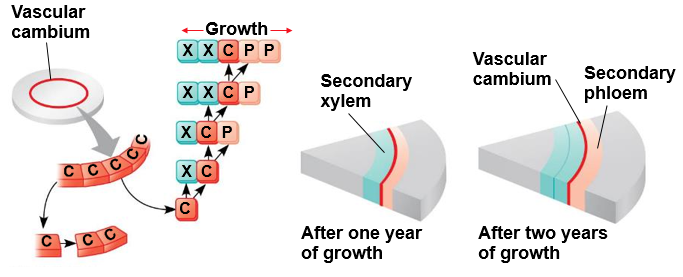 Vascular
cambium
Growth
X X C P P
X X C P
X C P
X C
C
C C C C C
C C C
Secondary
xylem
After one year
of growth
Vascular
cambium
Secondary
phloem
After two years
of growth